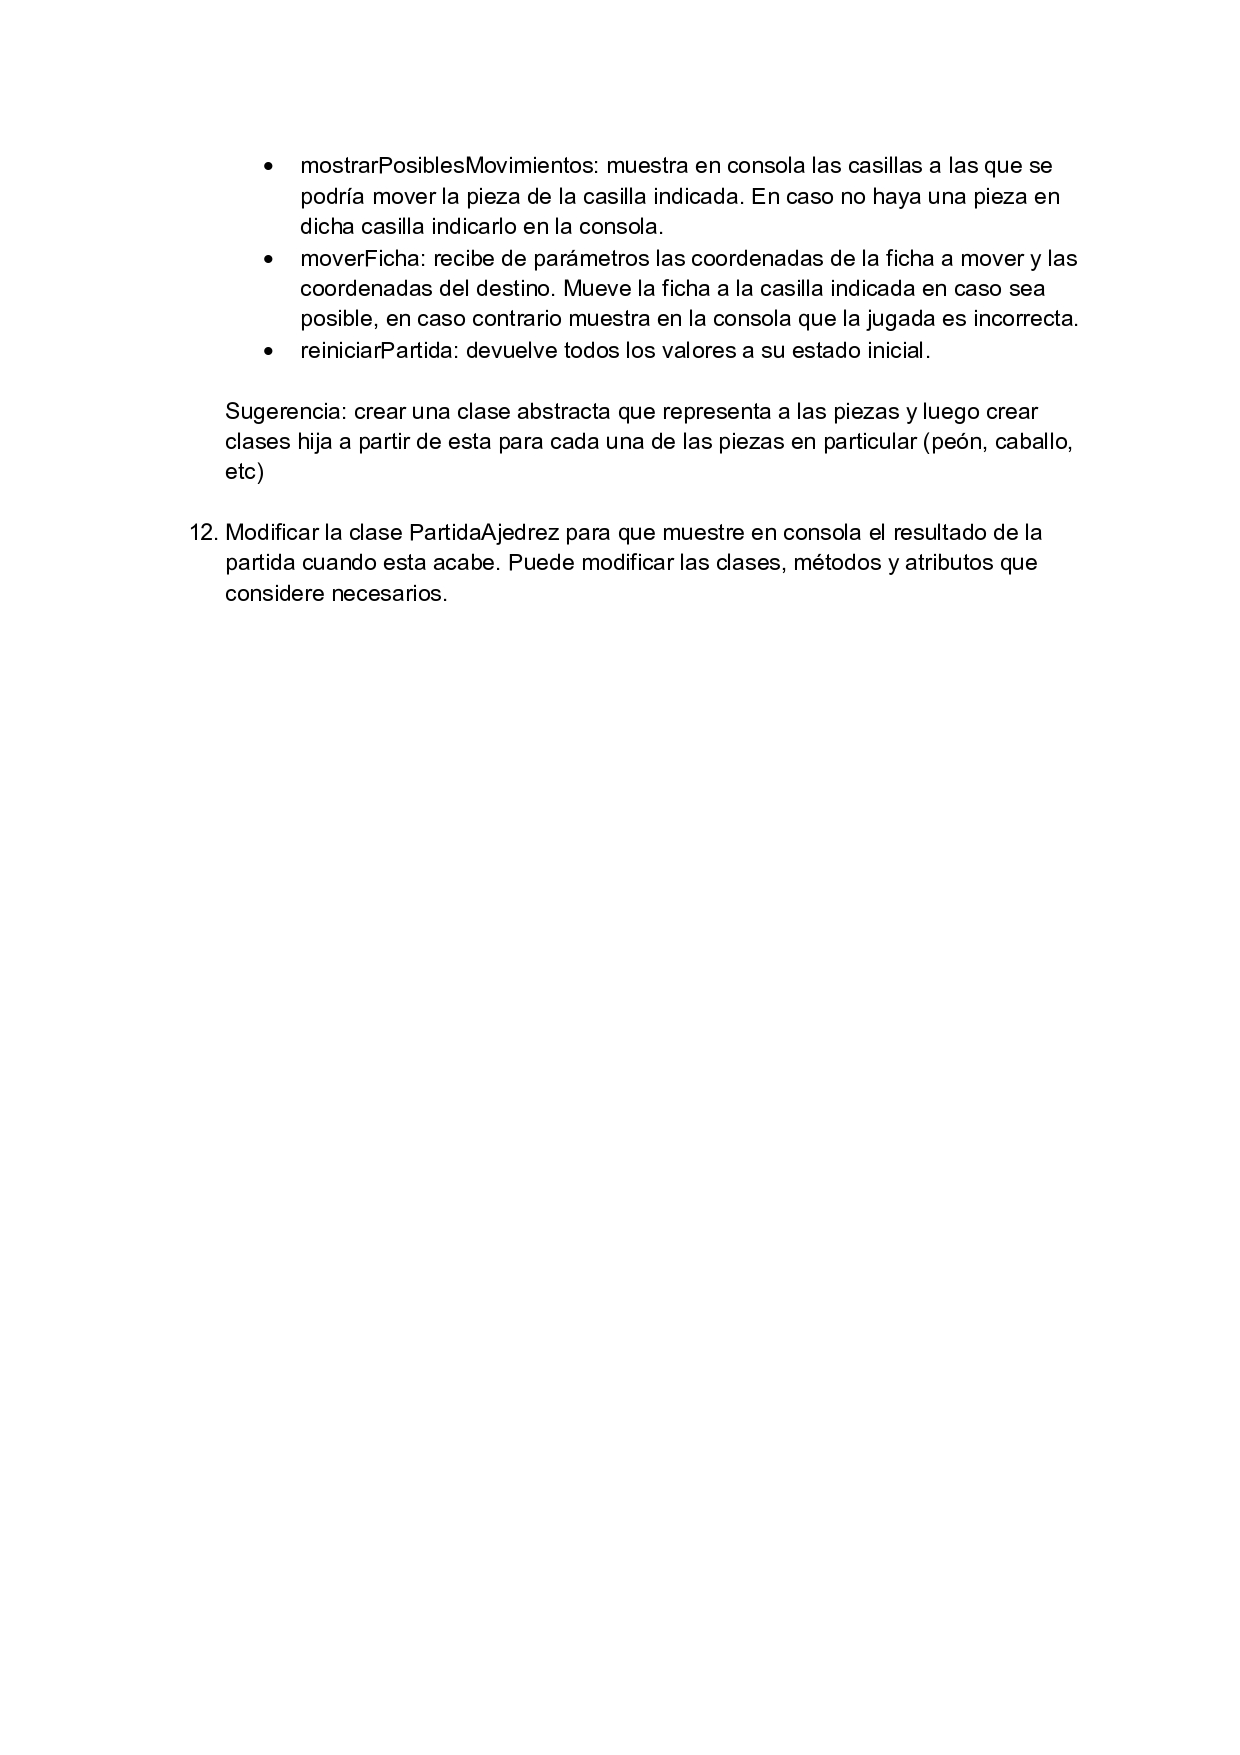 • mostrarPosiblesMovimientos: muestra en consola las casillas a las que se
podría mover la pieza de la casilla indicada. En caso no haya una pieza en
dicha casilla indicarlo en la consola.
• moverFicha: recibe de parámetros las coordenadas de la ficha a mover y las
coordenadas del destino. Mueve la ficha a la casilla indicada en caso sea
posible, en caso contrario muestra en la consola que la jugada es incorrecta.
• reiniciarPartida: devuelve todos los valores a su estado inicial.
Sugerencia: crear una clase abstracta que representa a las piezas y luego crear
clases hija a partir de esta para cada una de las piezas en particular (peón, caballo,
etc)
12. Modificar la clase PartidaAjedrez para que muestre en consola el resultado de la
partida cuando esta acabe. Puede modificar las clases, métodos y atributos que
considere necesarios.